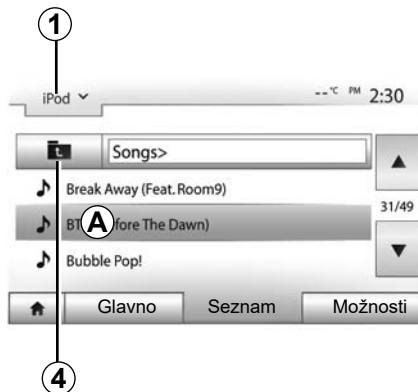 1
iPod --°C PM 2:30
Songs>
Break Away (Feat. Room9)
A
fore The Dawn)
31/49
Bubble Pop!
Glavno Seznam Možnosti
4